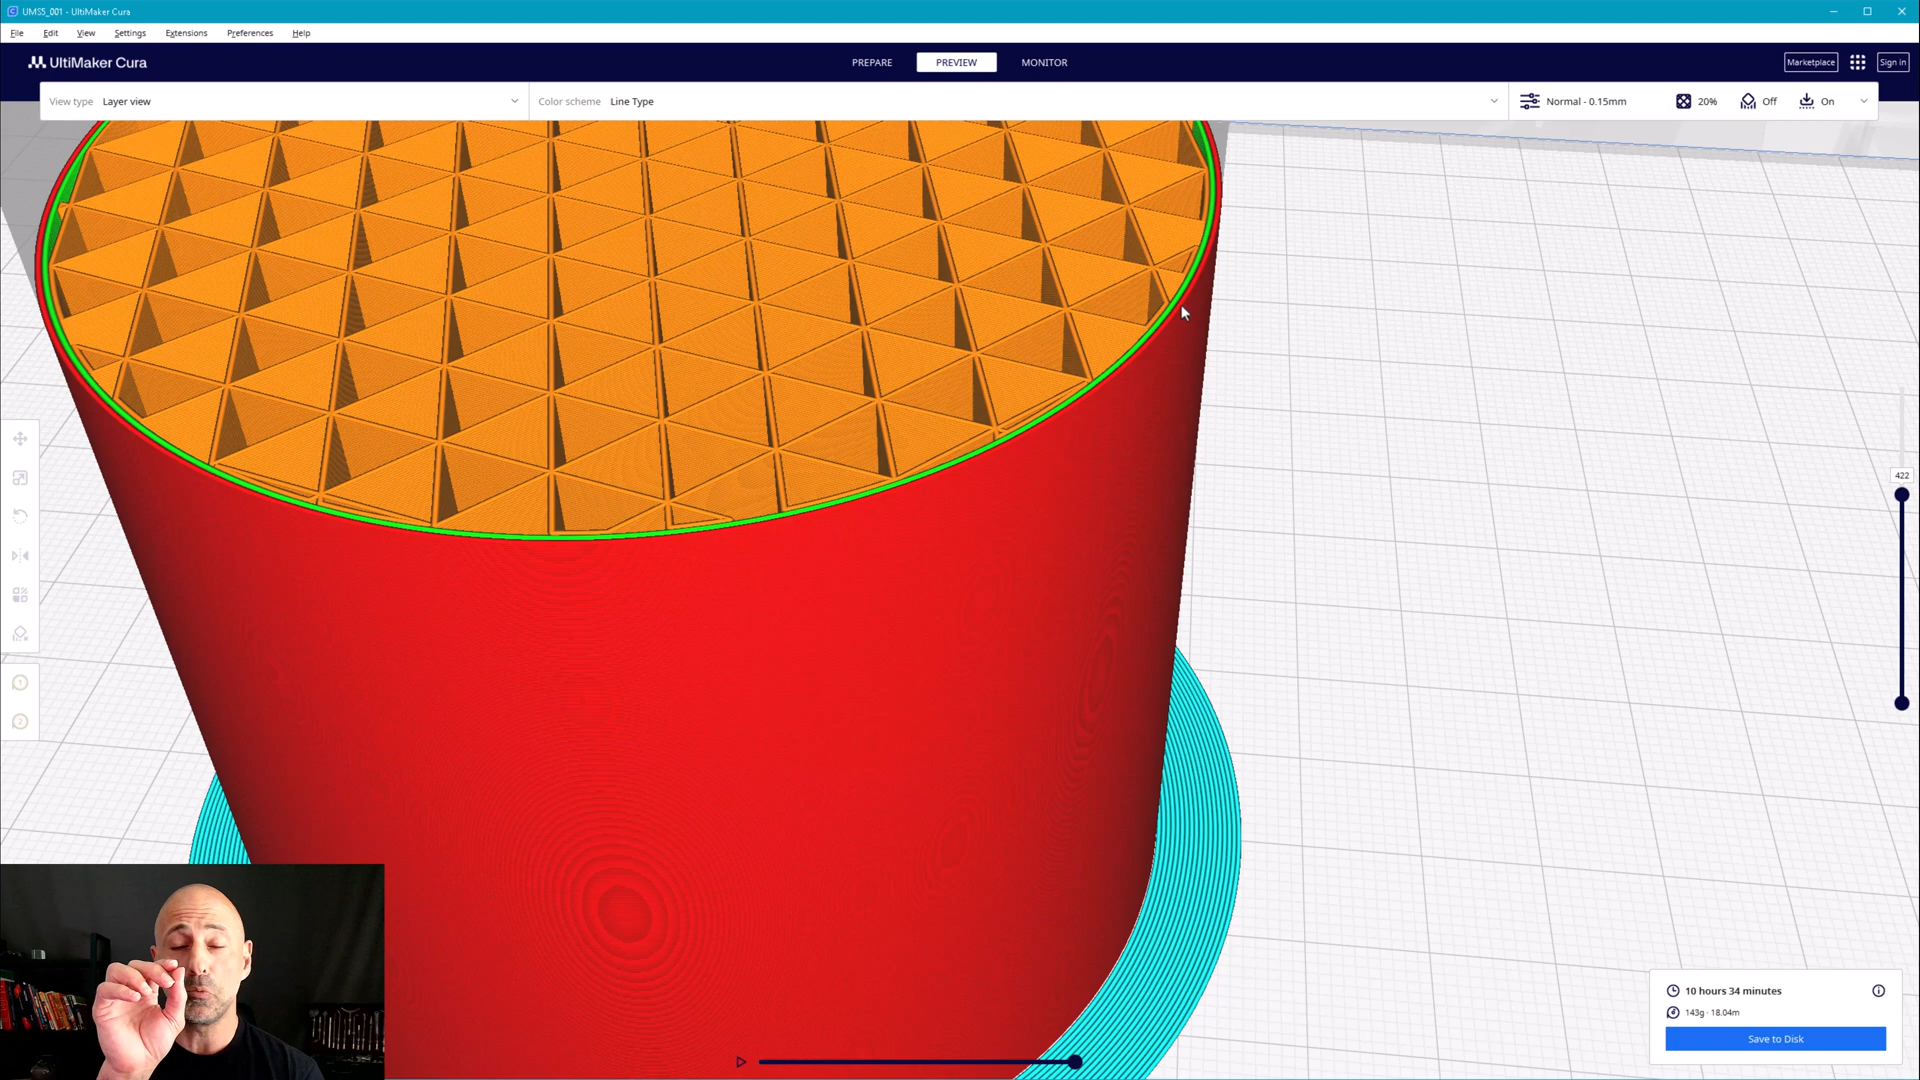 UMS5_001 - UltiMaker Cura
File Edit View Settings Extensions Preferences Help
UltiMaker Cura
PREPARE PREVIEW MONITOR
Marketplace
Sign in
View type Layer view
Color scheme Line Type
Normal - 0.15mm
20%
Off
On
422
1
2
10 hours 34 minutes
143g · 18.04m
Save to Disk